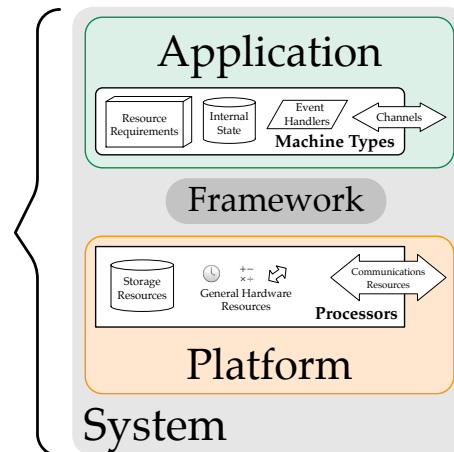 Application
Resource
Requirements
Internal
State
Event
Handlers
Channels
Machine Types
Framework
Storage
Resources
+−
×÷
General Hardware
Resources
Communications
Resources
Processors
Platform
System